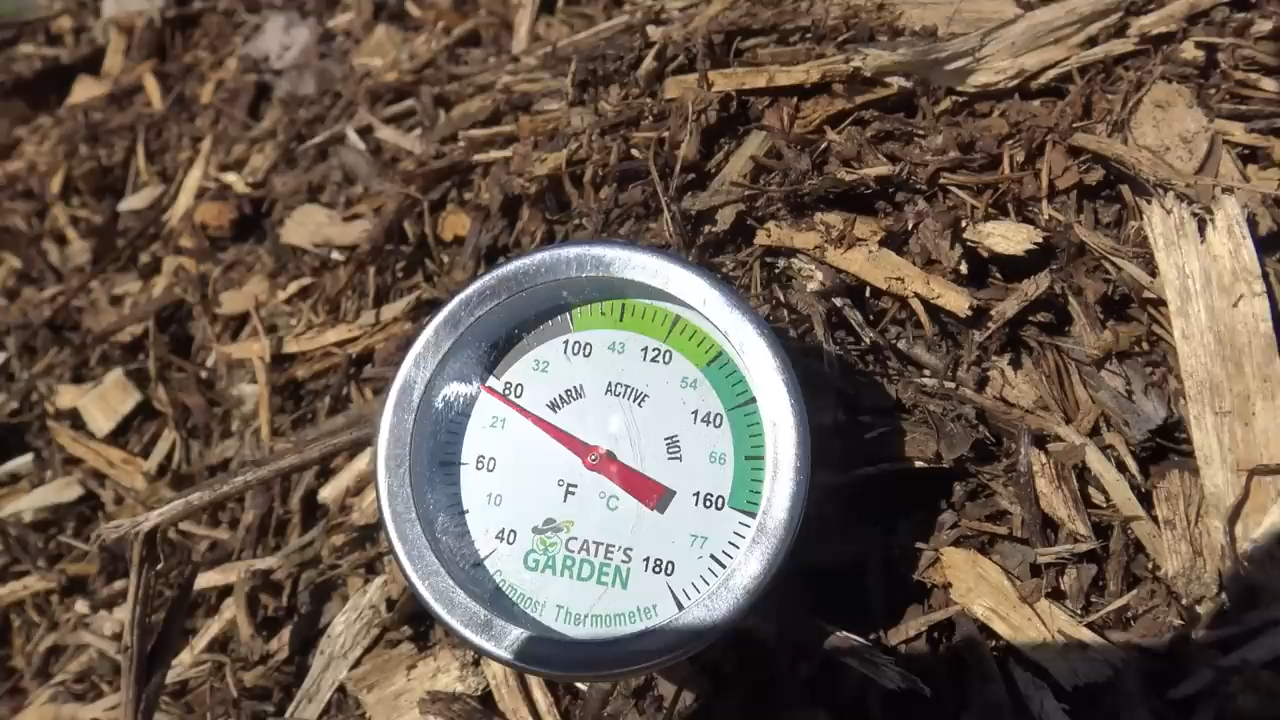 100 43 120
32 54
80 WARM ACTIVE
21 140
HOT
60 66
°F °C 160
10
40 77
CATE'S
GARDEN 180
Compost Thermometer